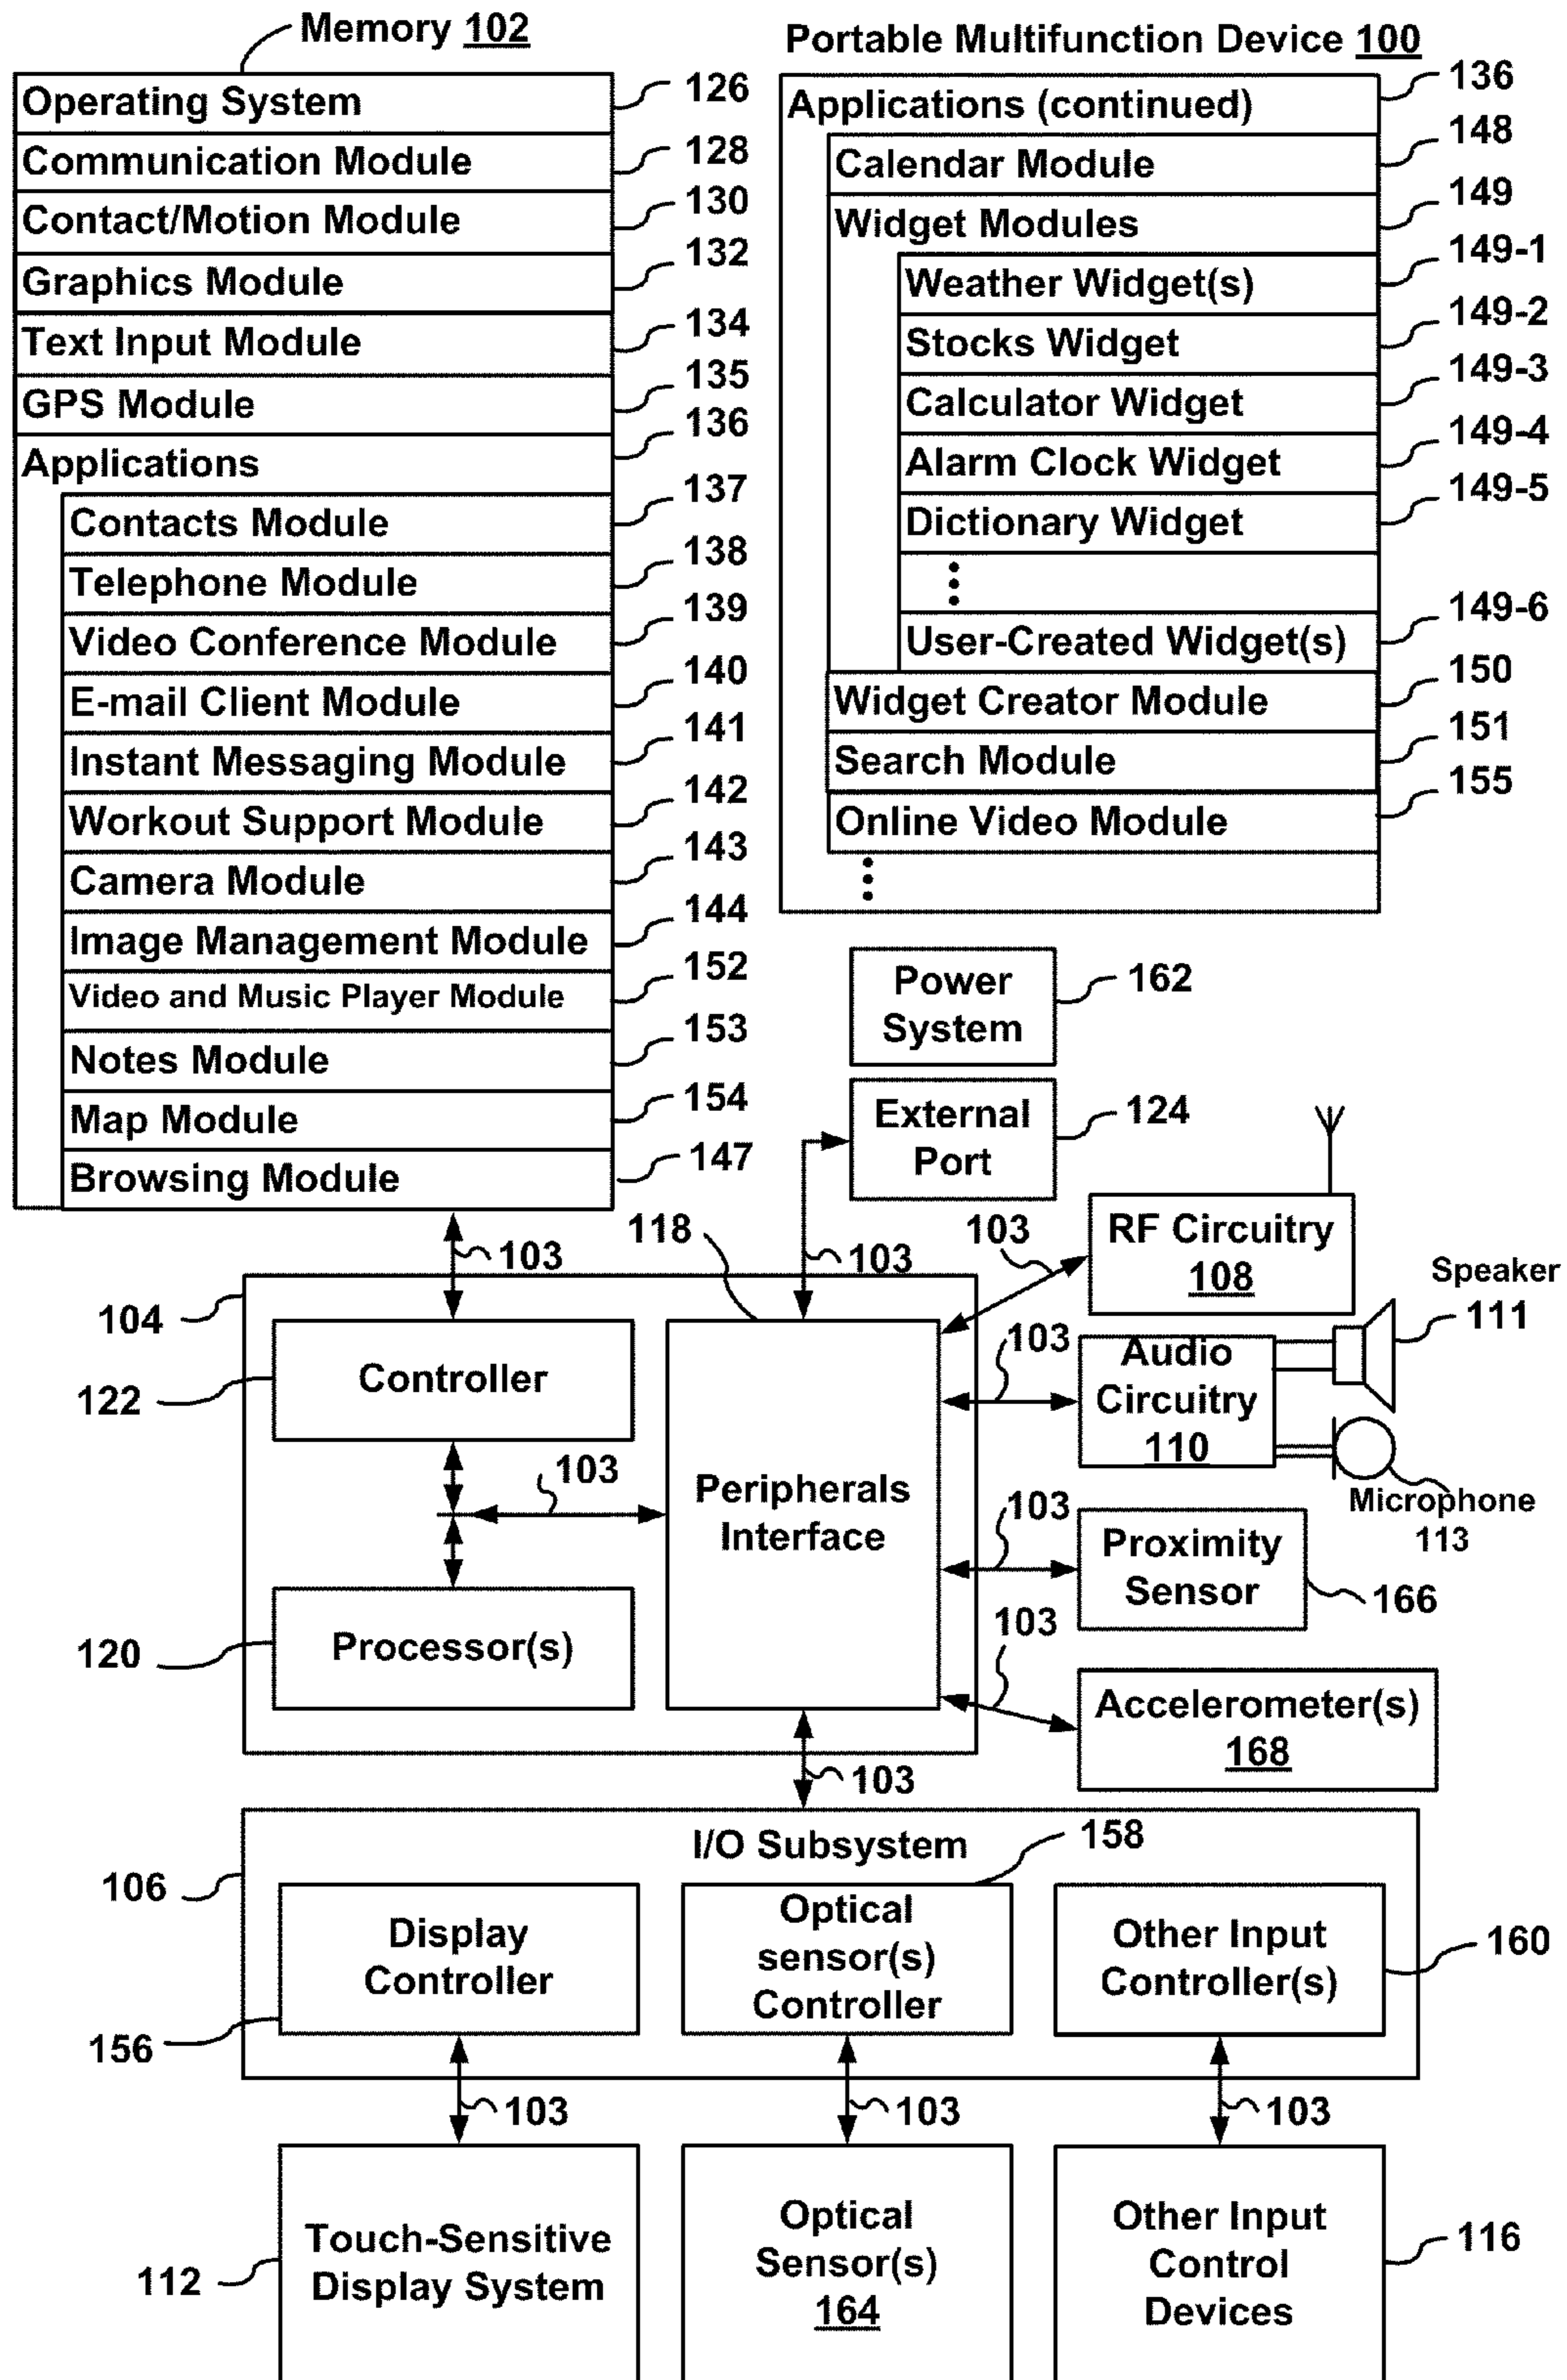 Memory 102
Operating System 126
Communication Module 128
Contact/Motion Module 130
Graphics Module 132
Text Input Module 134
GPS Module 135
Applications 136
Contacts Module 137
Telephone Module 138
Video Conference Module 139
E-mail Client Module 140
Instant Messaging Module 141
Workout Support Module 142
Camera Module 143
Image Management Module 144
Video and Music Player Module 152
Notes Module 153
Map Module 154
Browsing Module 147
Portable Multifunction Device 100
Applications (continued) 136
Calendar Module 148
Widget Modules 149
Weather Widget(s) 149-1
Stocks Widget 149-2
Calculator Widget 149-3
Alarm Clock Widget 149-4
Dictionary Widget 149-5
User-Created Widget(s) 149-6
Widget Creator Module 150
Search Module 151
Online Video Module 155
Power
System
162
External
Port
124
103
118
103
103
RF Circuitry
108
Speaker
111
104
Controller
122
103
Audio
Circuitry
110
Microphone
113
103
Peripherals
Interface
103
Proximity
Sensor
166
Processor(s)
120
103
Accelerometer(s)
168
103
I/O Subsystem
106
158
Display
Controller
156
Optical
sensor(s)
Controller
Other Input
Controller(s)
160
103
103
103
Touch-Sensitive
Display System
112
Optical
Sensor(s)
164
Other Input
Control
Devices
116